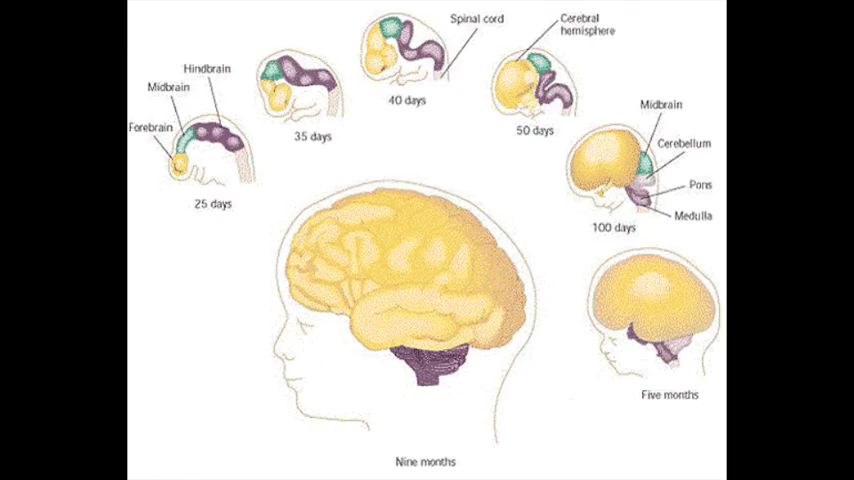 Spinal cord
Cerebral
hemisphere
Hindbrain
Midbrain
Forebrain
25 days
35 days
40 days
50 days
Midbrain
Cerebellum
Pons
Medulla
100 days
Five months
Nine months